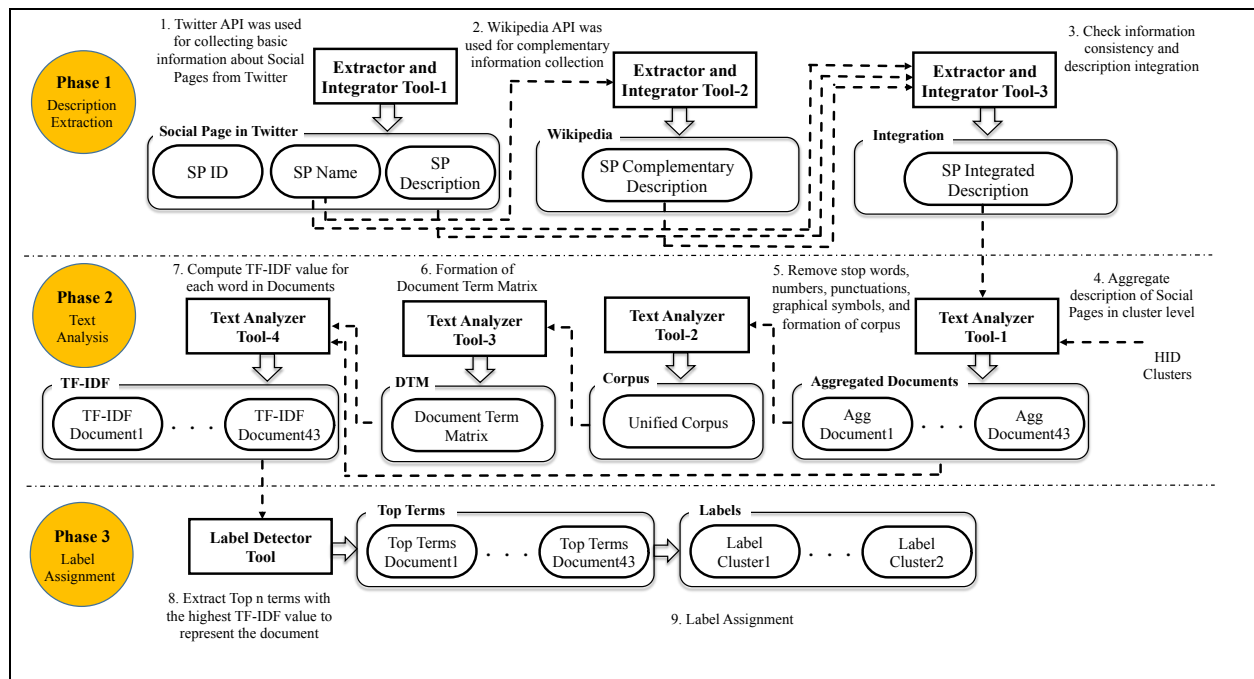 1. Twitter API was used
for collecting basic
information about Social
Pages from Twitter
2. Wikipedia API was
used for complementary
information collection
3. Check information
consistency and
description integration
Phase 1
Description
Extraction
Extractor and
Integrator Tool-1
Extractor and
Integrator Tool-2
Extractor and
Integrator Tool-3
Social Page in Twitter
SP ID
SP Name
SP
Description
Wikipedia
SP Complementary
Description
Integration
SP Integrated
Description
Phase 2
Text
Analysis
7. Compute TF-IDF value for
each word in Documents
6. Formation of
Document Term Matrix
5. Remove stop words,
numbers, punctuations,
graphical symbols, and
formation of corpus
4. Aggregate
description of Social
Pages in cluster level
Text Analyzer
Tool-4
Text Analyzer
Tool-3
Text Analyzer
Tool-2
Text Analyzer
Tool-1
HID
Clusters
TF-IDF
TF-IDF
Document1
. . .
TF-IDF
Document43
DTM
Document Term
Matrix
Corpus
Unified Corpus
Aggregated Documents
Agg
Document1
. . .
Agg
Document43
Phase 3
Label
Assignment
Label Detector
Tool
Top Terms
Top Terms
Document1
. . .
Top Terms
Document43
Labels
Label
Cluster1
. . .
Label
Cluster2
8. Extract Top n terms with
the highest TF-IDF value to
represent the document
9. Label Assignment